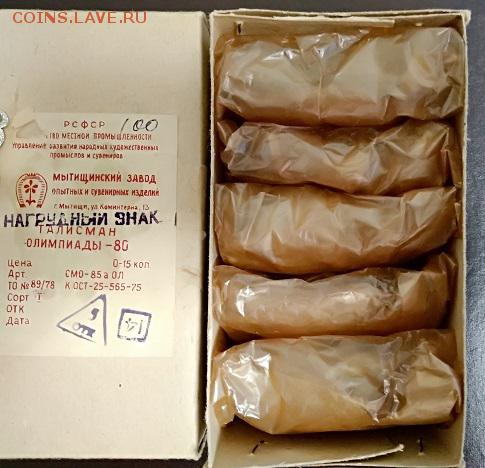 COINS.LAVE.RU
РСФСР 100
МЕСТНОЙ ПРОМЫШЛЕННОСТИ
Управление развития народных художественных
промыслов и сувениров
МЫТИЩИНСКИЙ ЗАВОД
опытных и сувенирных изделий
г. Мытищи, ул. Коминтерна, 13
НАГРУДНЫЙ ЗНАК
ТАЛИСМАН
ОЛИМПИАДЫ-80
Цена 0-15 коп.
Арт. СМО-85а ОЛ
ТО № 89/78 К ОСТ-25-565-75
Сорт I
ОТК
Дата
ОТК